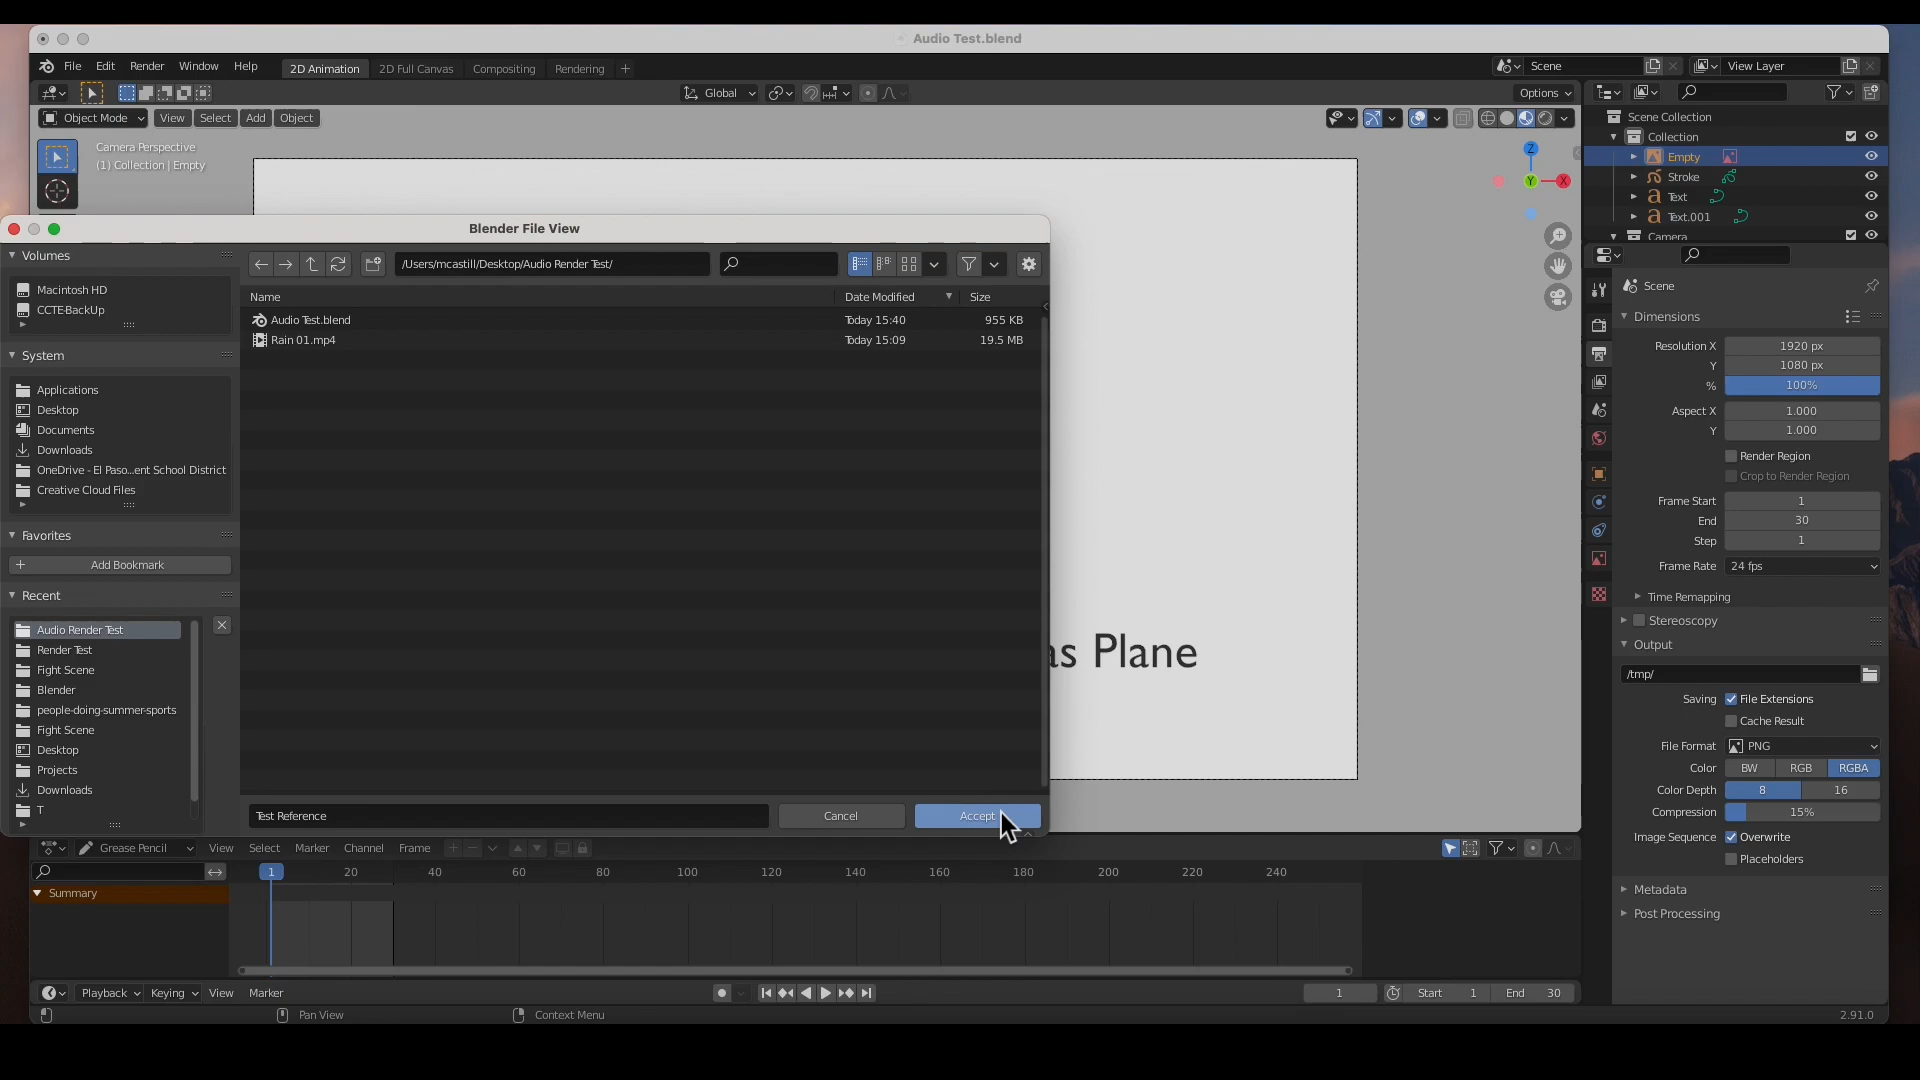 Audio Test.blend
File Edit Render Window Help 2D Animation 2D Full Canvas Compositing Rendering + Scene View Layer
Global Options
Object Mode View Select Add Object
Camera Perspective
(1) Collection | Empty
Z
Y X
Scene Collection
Collection
Empty
Stroke
Text
Text.001
Camera
Blender File View
Volumes
Macintosh HD
CCTE-BackUp
System
Applications
Desktop
Documents
Downloads
OneDrive - El Paso...ent School District
Creative Cloud Files
Favorites
+ Add Bookmark
Recent
Audio Render Test
Render Test
Fight Scene
Blender
people-doing-summer-sports
Fight Scene
Desktop
Projects
Downloads
T
/Users/mcastill/Desktop/Audio Render Test/
Name Date Modified Size
Audio Test.blend Today 15:40 955 KB
Rain 01.mp4 Today 15:09 19.5 MB
Test Reference Cancel Accept
as Plane
Scene
Dimensions
Resolution X 1920 px
Y 1080 px
% 100%
Aspect X 1.000
Y 1.000
Render Region
Crop to Render Region
Frame Start 1
End 30
Step 1
Frame Rate 24 fps
Time Remapping
Stereoscopy
Output
/tmp/
Saving File Extensions
Cache Result
File Format PNG
Color BW RGB RGBA
Color Depth 8 16
Compression 15%
Image Sequence Overwrite
Placeholders
Metadata
Post Processing
Grease Pencil View Select Marker Channel Frame
1 20 40 60 80 100 120 140 160 180 200 220 240
Summary
Playback Keying View Marker 1 Start 1 End 30
Pan View Context Menu 2.91.0